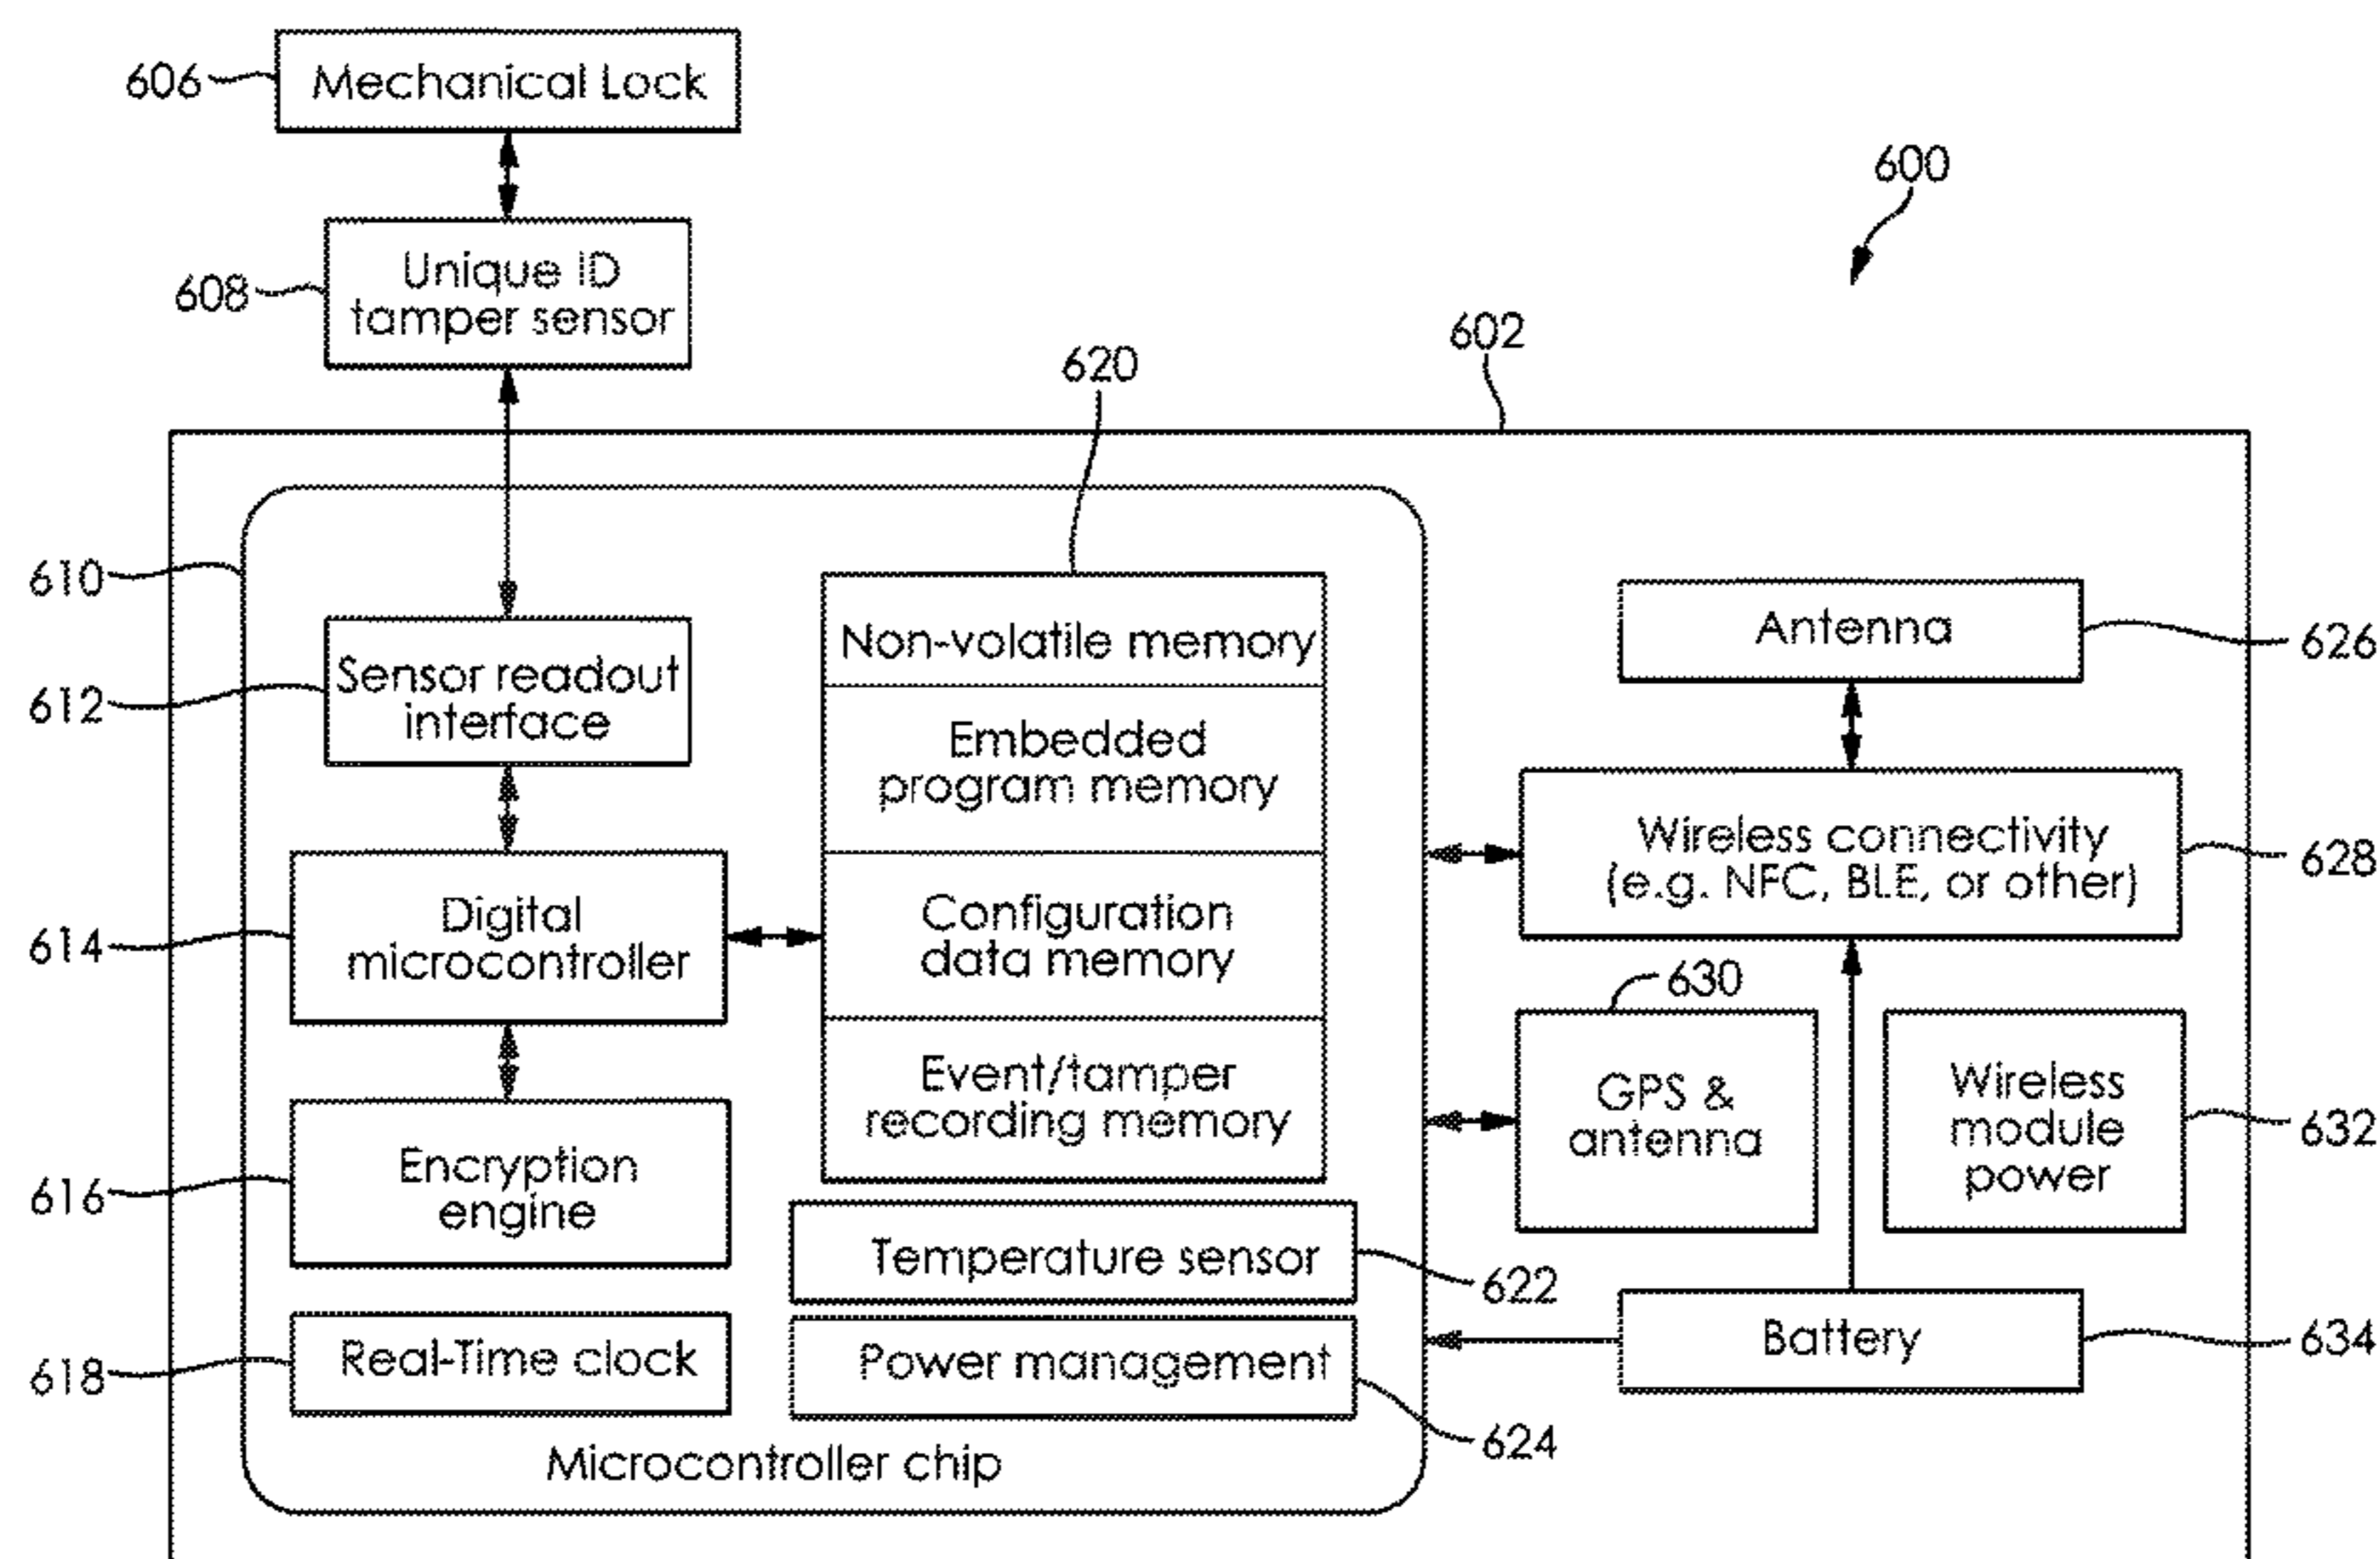 606
Mechanical Lock
600
608
Unique ID
tamper sensor
602
620
610
Non-volatile memory
Antenna
626
612
Sensor readout
interface
Embedded
program memory
Wireless connectivity
(e.g. NFC, BLE, or other)
628
614
Digital
microcontroller
Configuration
data memory
630
GPS &
antenna
Wireless
module
power
632
Event/tamper
recording memory
616
Encryption
engine
Temperature sensor
622
618
Real-Time clock
Power management
624
Battery
634
Microcontroller chip